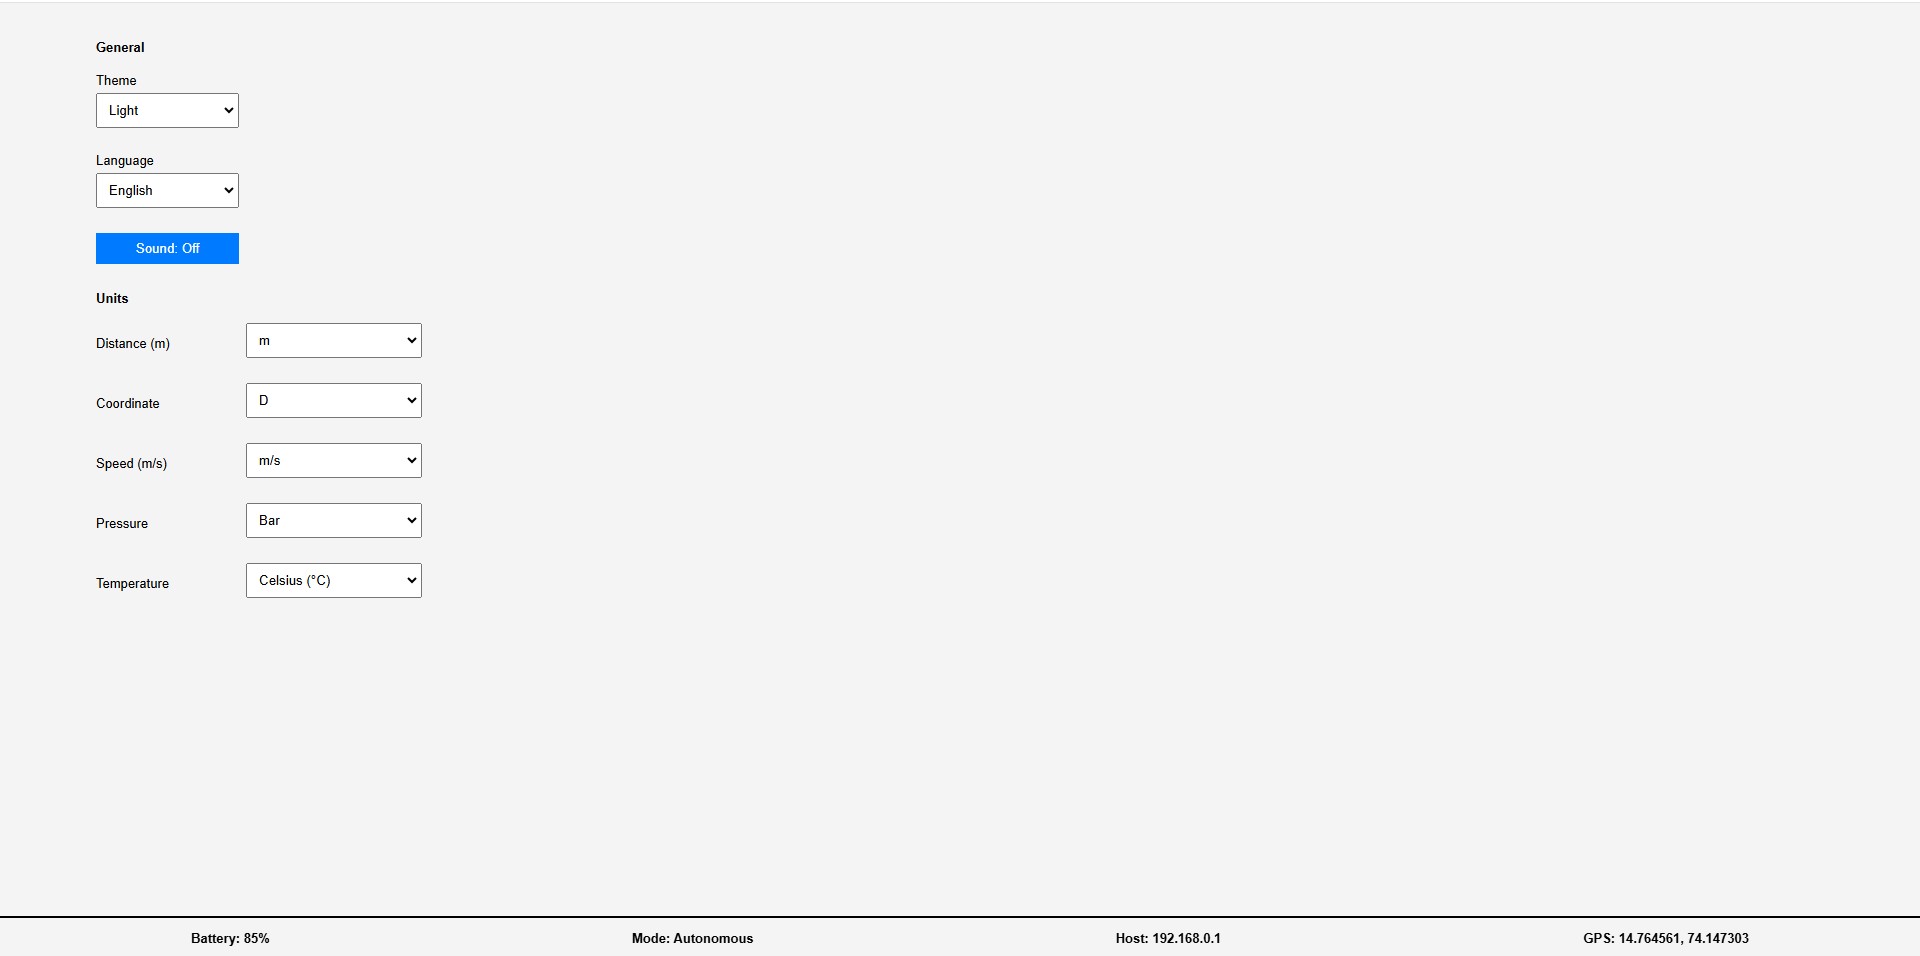 General
Theme
Light
Language
English
Sound: Off
Units
Distance (m) m
Coordinate D
Speed (m/s) m/s
Pressure Bar
Temperature Celsius (°C)
Battery: 85% Mode: Autonomous Host: 192.168.0.1 GPS: 14.764561, 74.147303